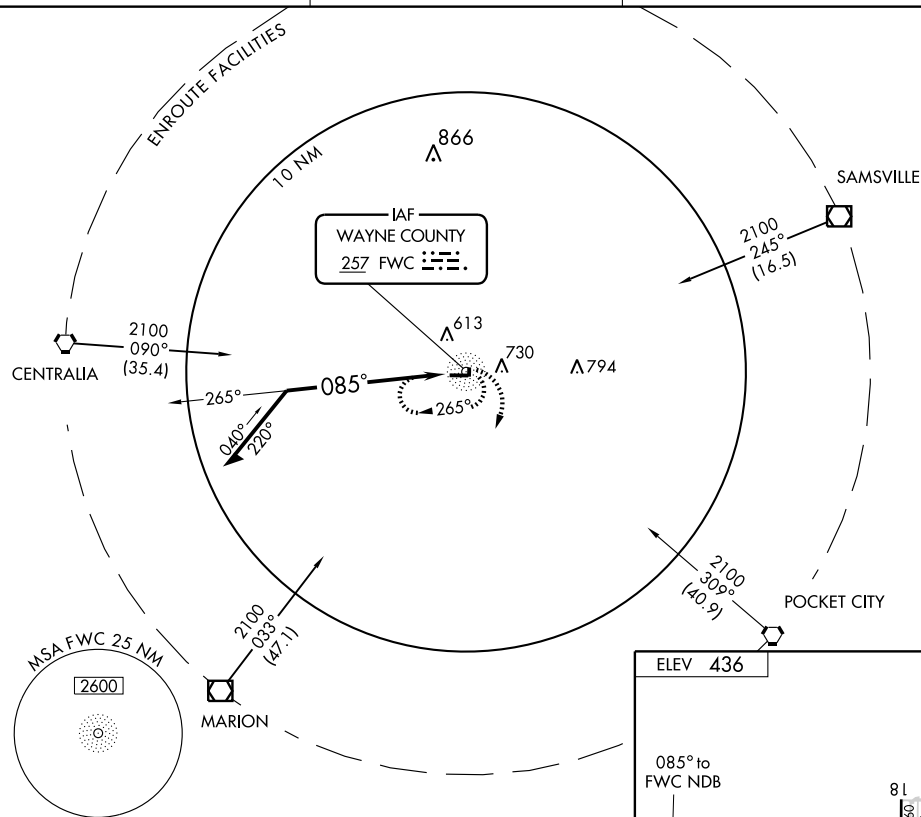 ENROUTE FACILITIES
10 NM
866
SAMSVILLE
2100
245°
(16.5)
IAF
WAYNE COUNTY
257 FWC
613
730
794
CENTRALIA
2100
090°
(35.4)
265°
085°
265°
040°
220°
2100
033°
(47.1)
MARION
2100
309°
(40.9)
POCKET CITY
MSA FWC 25 NM
2600
ELEV 436
085° to
FWC NDB
18